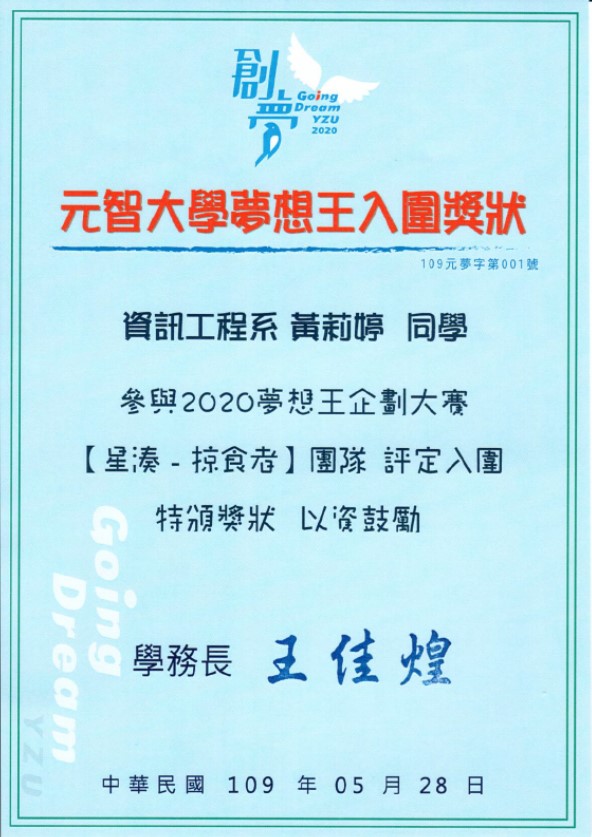 創夢
Going
Dream
YZU
2020
元智大學夢想王入圍獎狀
109元夢字第001號
資訊工程系 黃莉婷 同學
參與2020夢想王企劃大賽
【星湊-掠食者】團隊 評定入圍
特頒獎狀 以資鼓勵
Going
Dream
YZU
學務長 王佳煌
中華民國 109 年 05 月 28 日